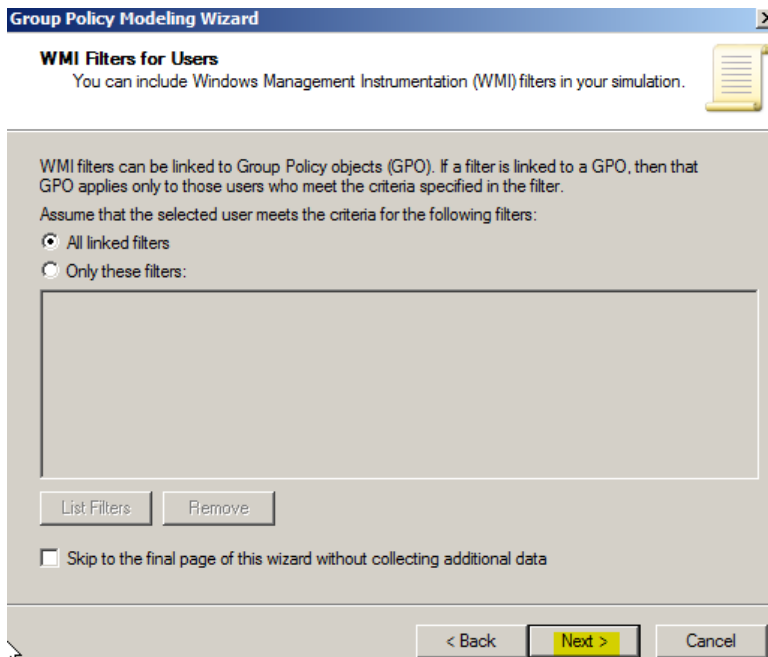 Group Policy Modeling Wizard
WMI Filters for Users
You can include Windows Management Instrumentation (WMI) filters in your simulation.
WMI filters can be linked to Group Policy objects (GPO). If a filter is linked to a GPO, then that
GPO applies only to those users who meet the criteria specified in the filter.
Assume that the selected user meets the criteria for the following filters:
All linked filters
Only these filters:
List Filters Remove
Skip to the final page of this wizard without collecting additional data
< Back Next > Cancel